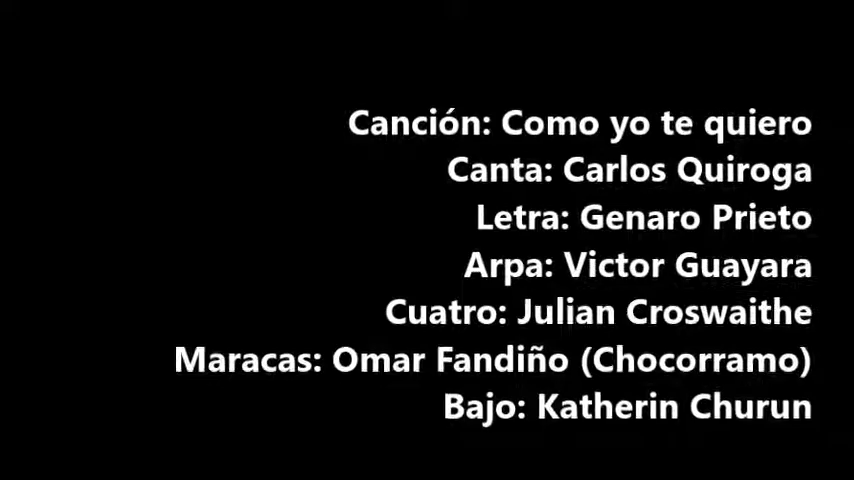 Canción: Como yo te quiero
Canta: Carlos Quiroga
Letra: Genaro Prieto
Arpa: Victor Guayara
Cuatro: Julian Croswaithe
Maracas: Omar Fandiño (Chocorramo)
Bajo: Katherin Churun